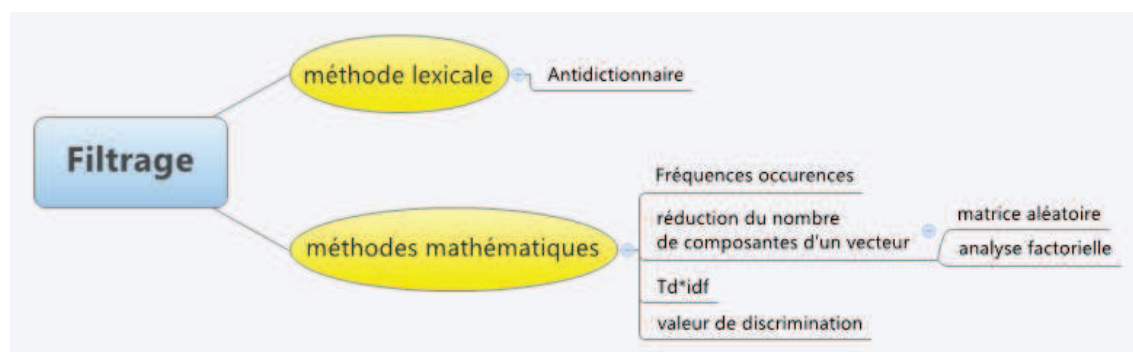 Filtrage
méthode lexicale
Antidictionnaire
méthodes mathématiques
Fréquences occurences
réduction du nombre
de composantes d'un vecteur
matrice aléatoire
analyse factorielle
Td*idf
valeur de discrimination